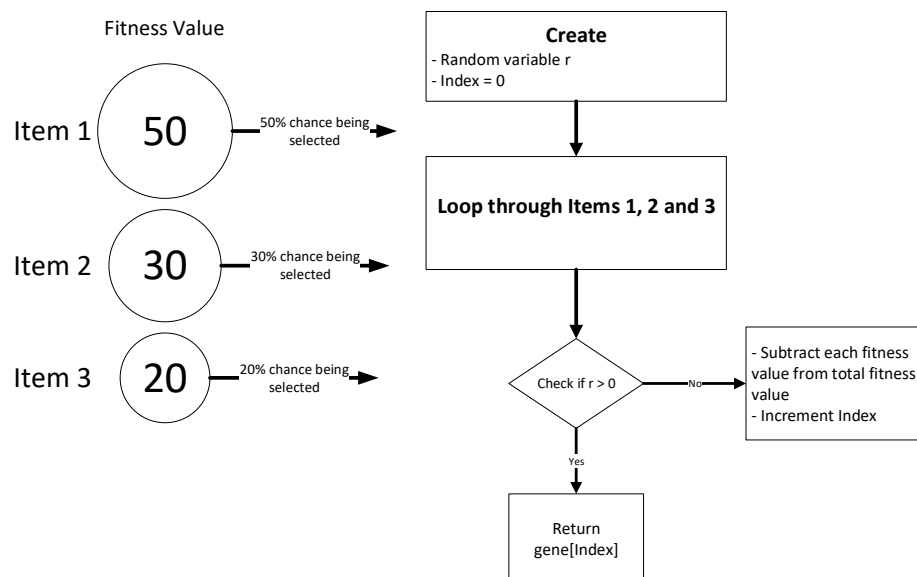 Fitness Value
Item 1
50
50% chance being
selected
Item 2
30
30% chance being
selected
Item 3
20
20% chance being
selected
Create
- Random variable r
- Index = 0
Loop through Items 1, 2 and 3
Check if r > 0
No
- Subtract each fitness
value from total fitness
value
- Increment Index
Yes
Return
gene[Index]